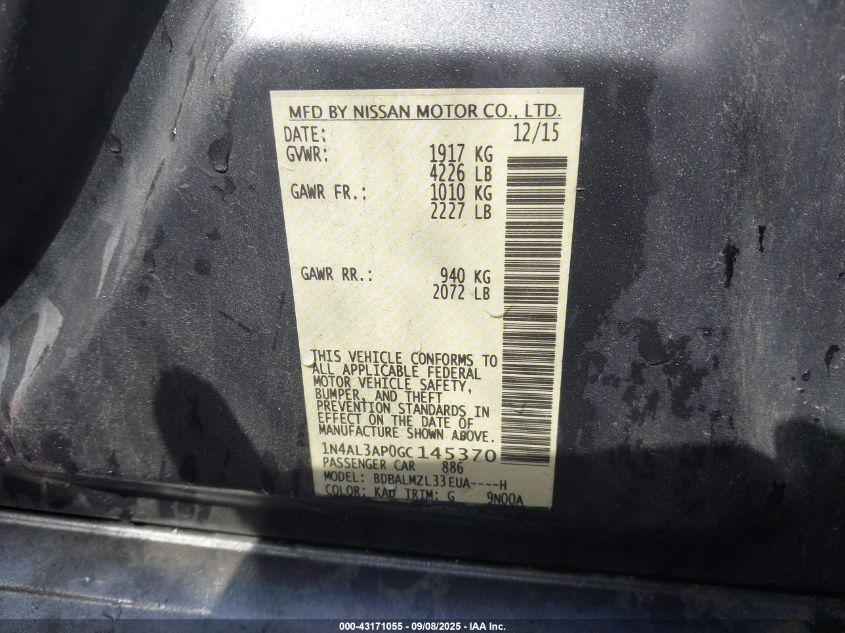 MFD BY NISSAN MOTOR CO., LTD.
DATE: 12/15
GVWR: 1917 KG
4226 LB
GAWR FR.: 1010 KG
2227 LB
GAWR RR.: 940 KG
2072 LB
THIS VEHICLE CONFORMS TO
ALL APPLICABLE FEDERAL
MOTOR VEHICLE SAFETY,
BUMPER, AND THEFT
PREVENTION STANDARDS IN
EFFECT ON THE DATE OF
MANUFACTURE SHOWN ABOVE.
1N4AL3AP0GC145370
PASSENGER CAR 886
MODEL: BDBALMZL33EUA----H
COLOR: KAD TRIM: G 9N00A
000-43171055 - 09/08/2025 - IAA Inc.